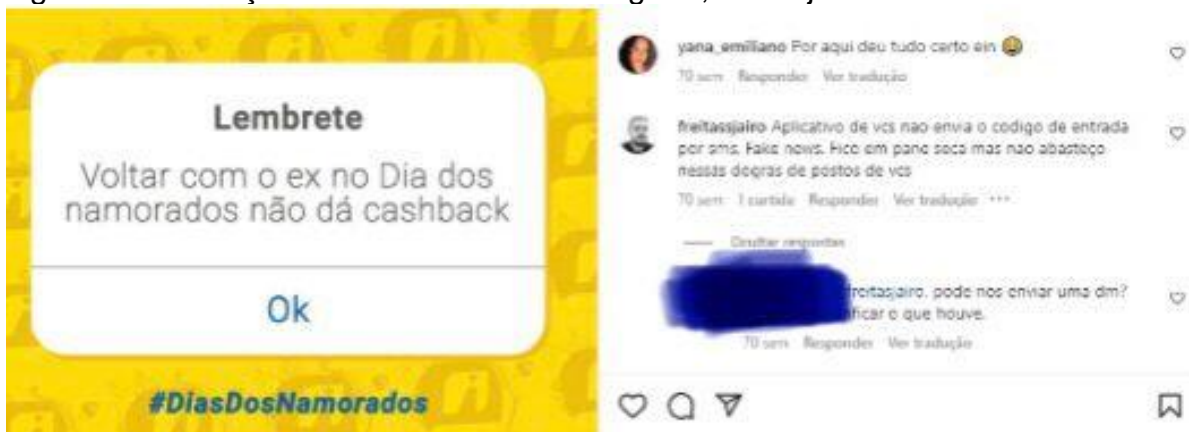 Lembrete
Voltar com o ex no Dia dos
namorados não dá cashback
Ok
#DiasDosNamorados
yana_emiliano Por aqui deu tudo certo ein 😩
70 sem Responder Ver tradução
freitassjairo Aplicativo de vcs nao envia o codigo de entrada
por sms. Fake news. Fico em pane seca mas nao abasteço
nessas dogras de postos de vcs
70 sem 1 curtida Responder Ver tradução •••
Ocultar respostas
freitasjairo, pode nos enviar uma dm?
ficar o que houve.
70 sem Responder Ver tradução